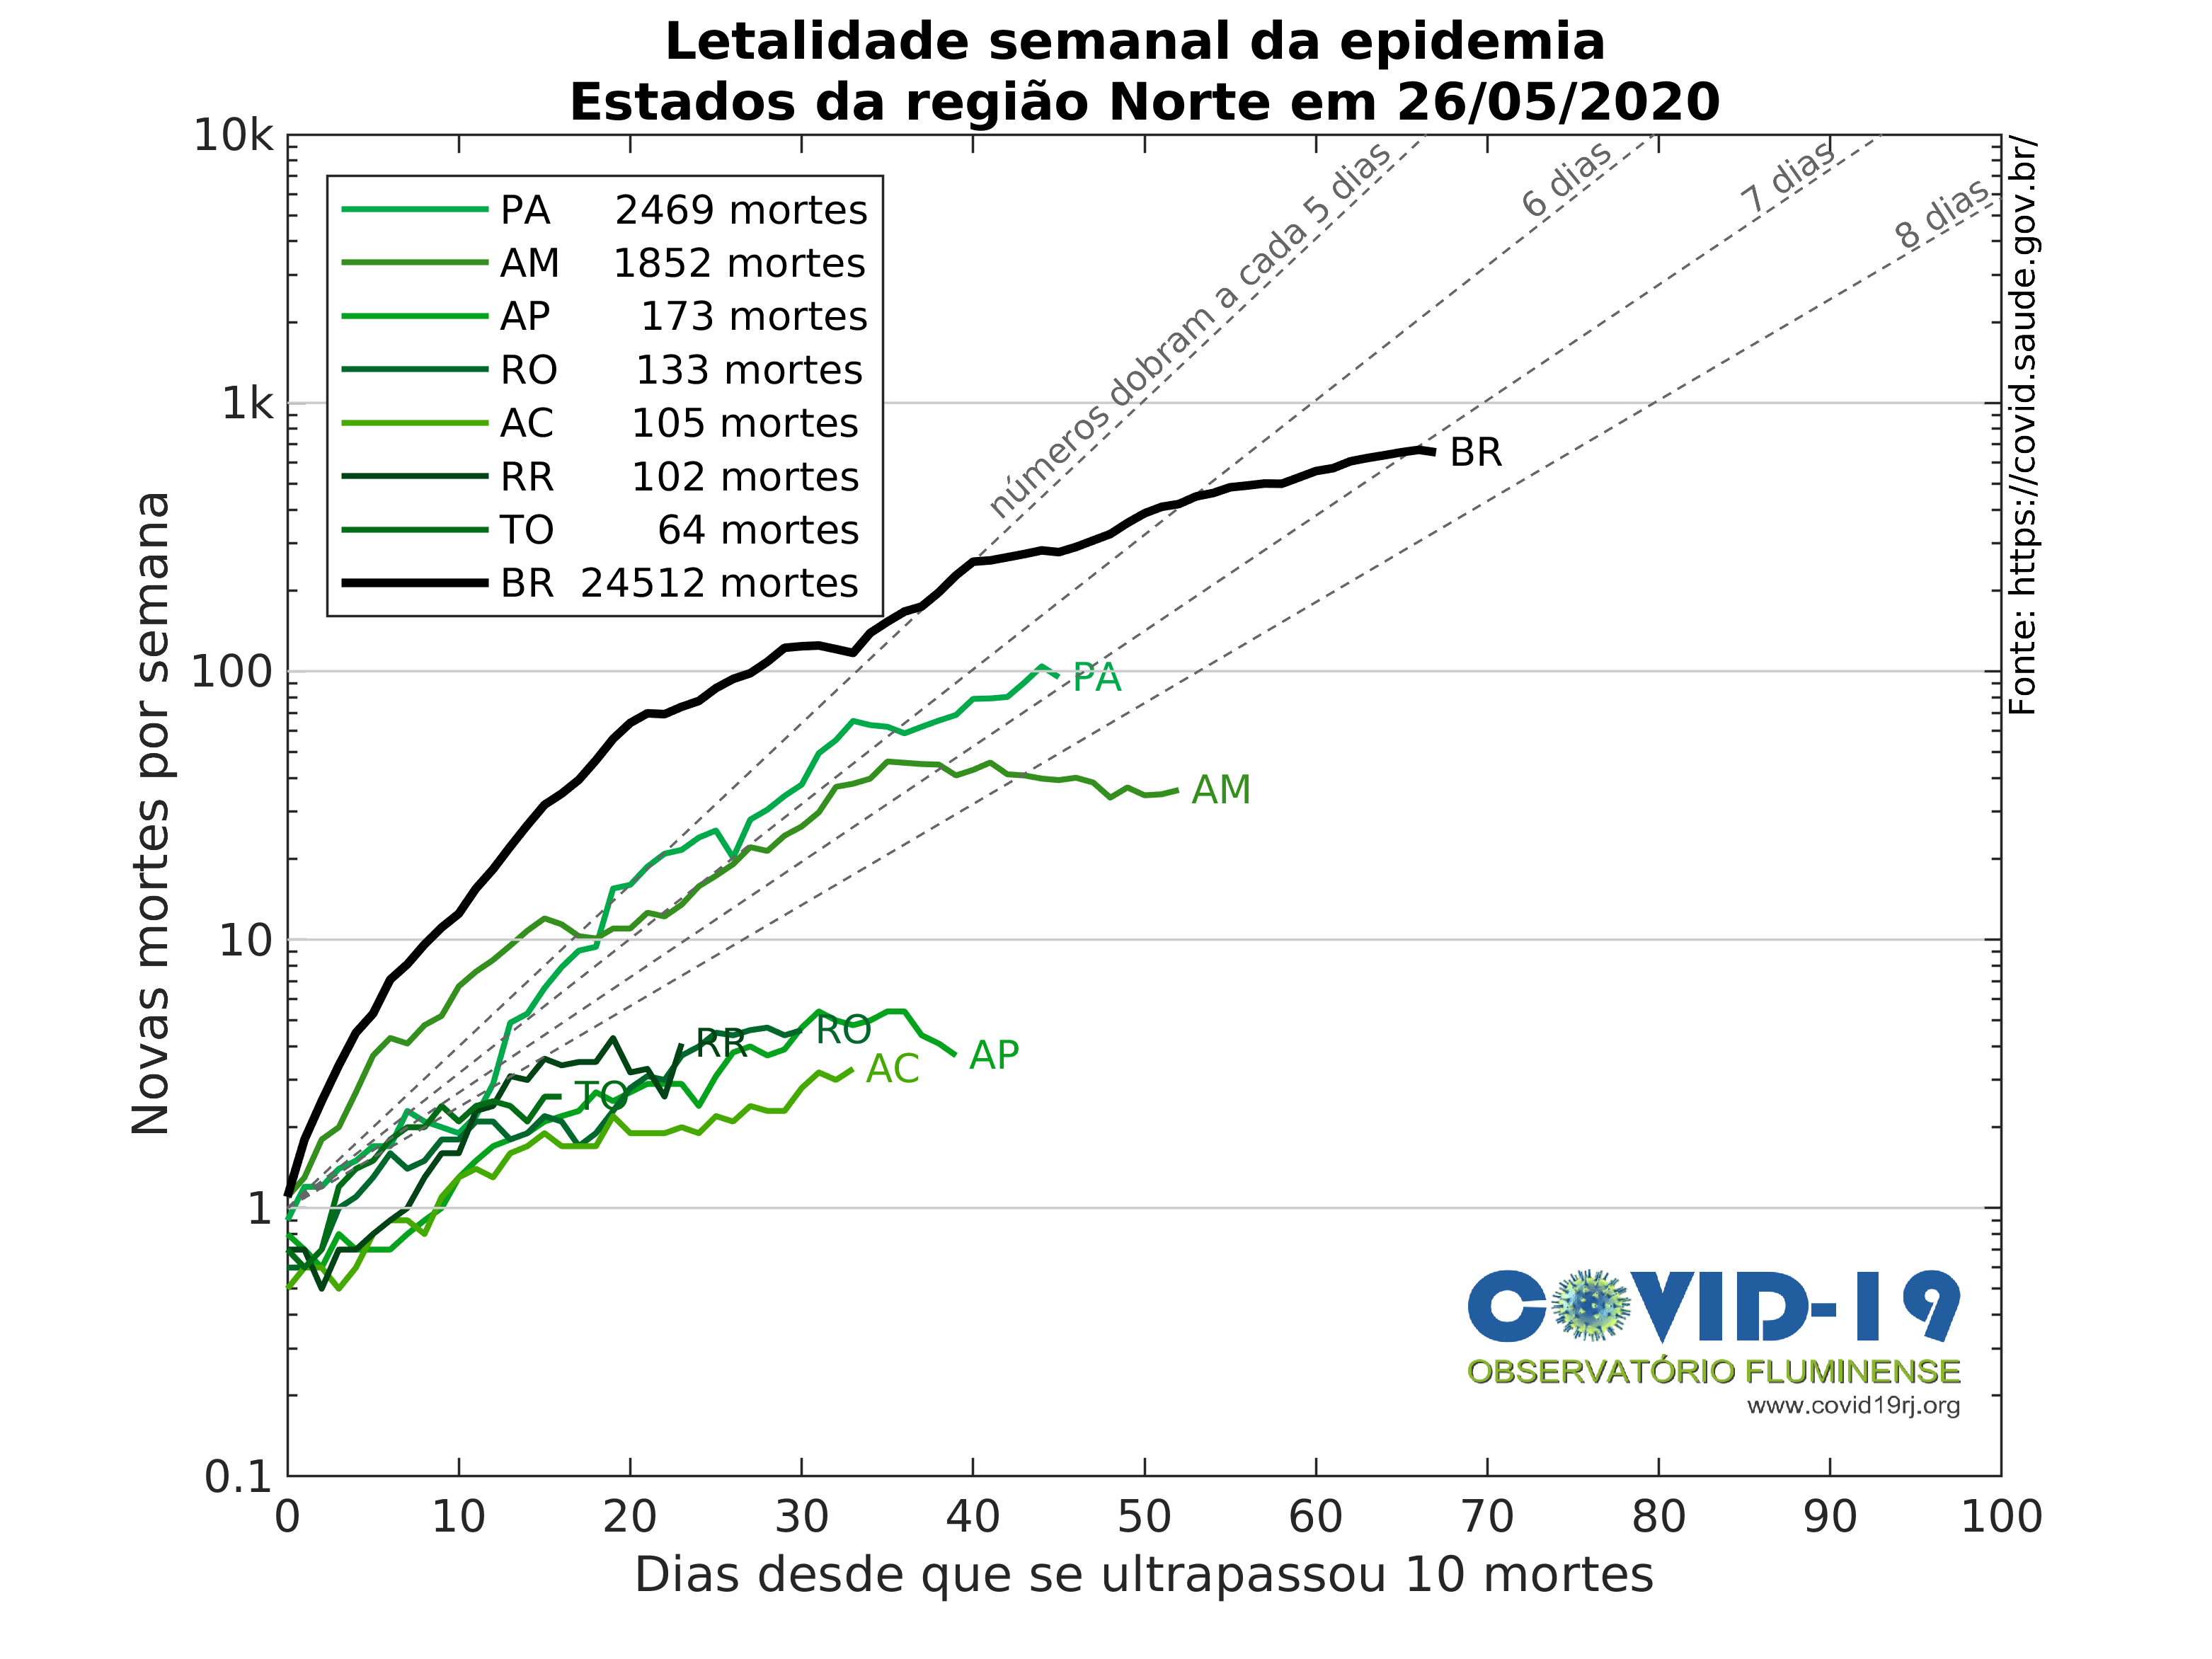 Letalidade semanal da epidemia
Estados da região Norte em 26/05/2020
10k
1k
100
10
1
0.1
Novas mortes por semana
PA 2469 mortes
AM 1852 mortes
AP 173 mortes
RO 133 mortes
AC 105 mortes
RR 102 mortes
TO 64 mortes
BR 24512 mortes
números dobram a cada 5 dias
6 dias
7 dias
8 dias
BR
PA
AM
RO
RR
AP
AC
TO
Fonte: https://covid.saude.gov.br/
COVID-19
OBSERVATÓRIO FLUMINENSE
www.covid19rj.org
0 10 20 30 40 50 60 70 80 90 100
Dias desde que se ultrapassou 10 mortes